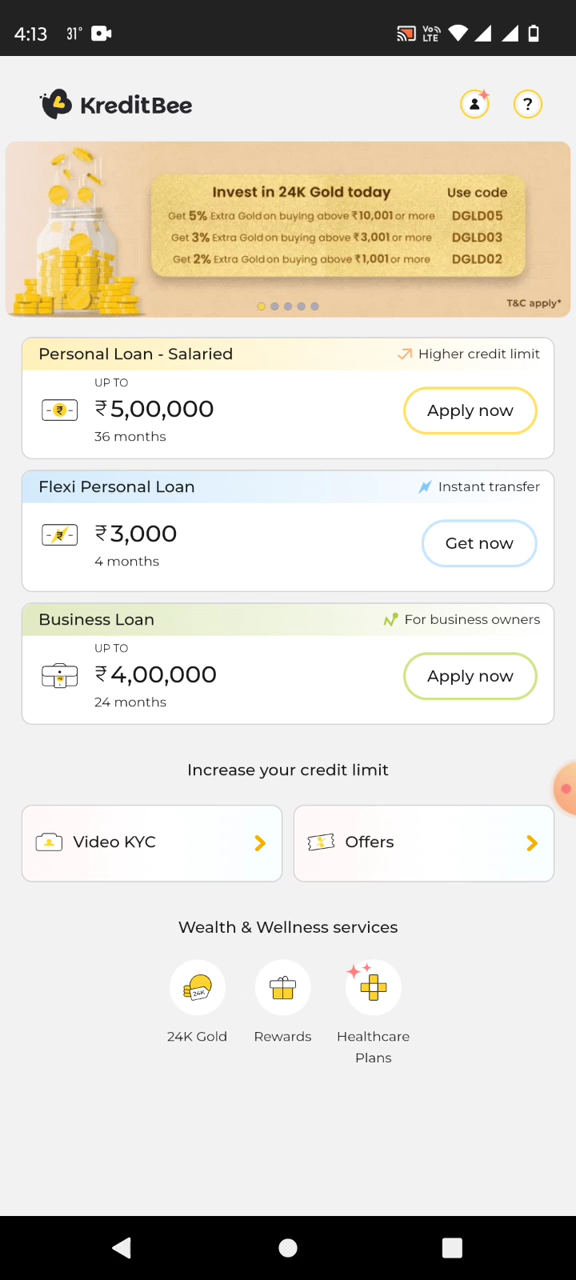 4:13 31°
Vo))
LTE
KreditBee
?
Invest in 24K Gold today Use code
Get 5% Extra Gold on buying above ₹10,001 or more DGLD05
Get 3% Extra Gold on buying above ₹3,001 or more DGLD03
Get 2% Extra Gold on buying above ₹1,001 or more DGLD02
T&C apply*
Personal Loan - Salaried Higher credit limit
UP TO
₹5,00,000
36 months
Apply now
Flexi Personal Loan Instant transfer
₹3,000
4 months
Get now
Business Loan For business owners
UP TO
₹4,00,000
24 months
Apply now
Increase your credit limit
Video KYC Offers
Wealth & Wellness services
24K
24K Gold Rewards Healthcare
Plans